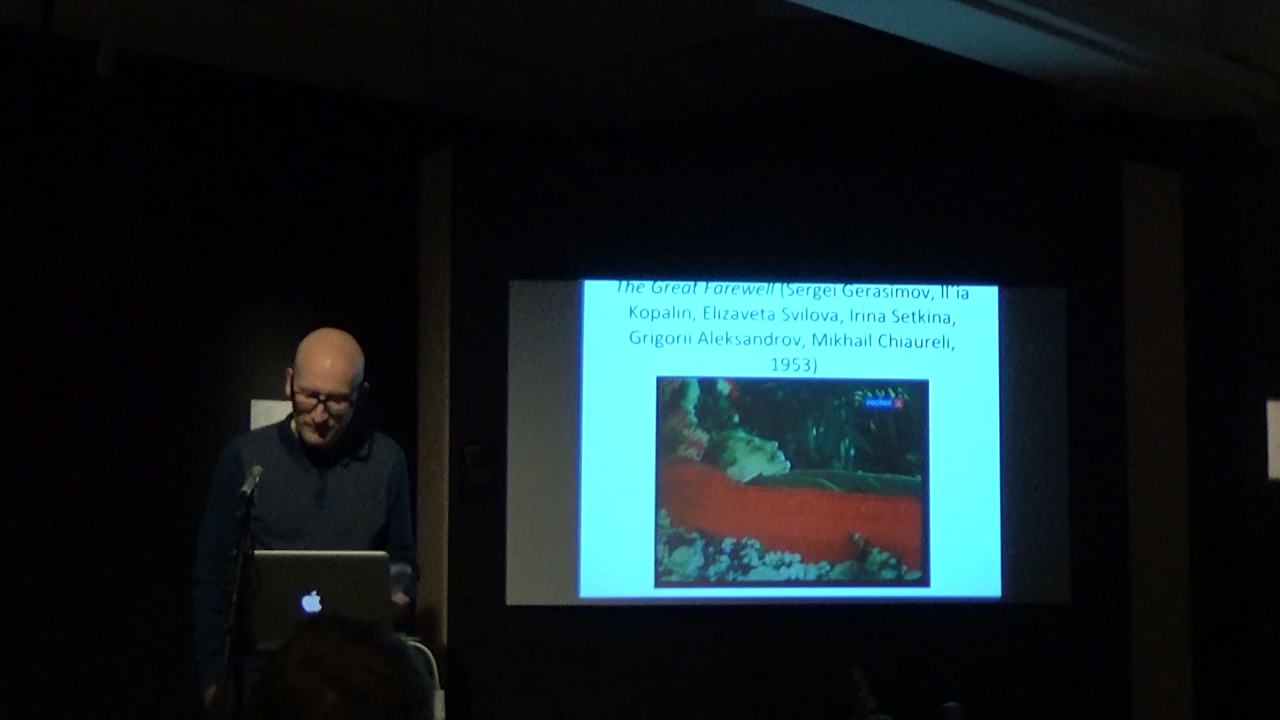 The Great Farewell (Sergei Gerasimov, Il'ia
Kopalin, Elizaveta Svilova, Irina Setkina,
Grigorii Aleksandrov, Mikhail Chiaureli,
1953)